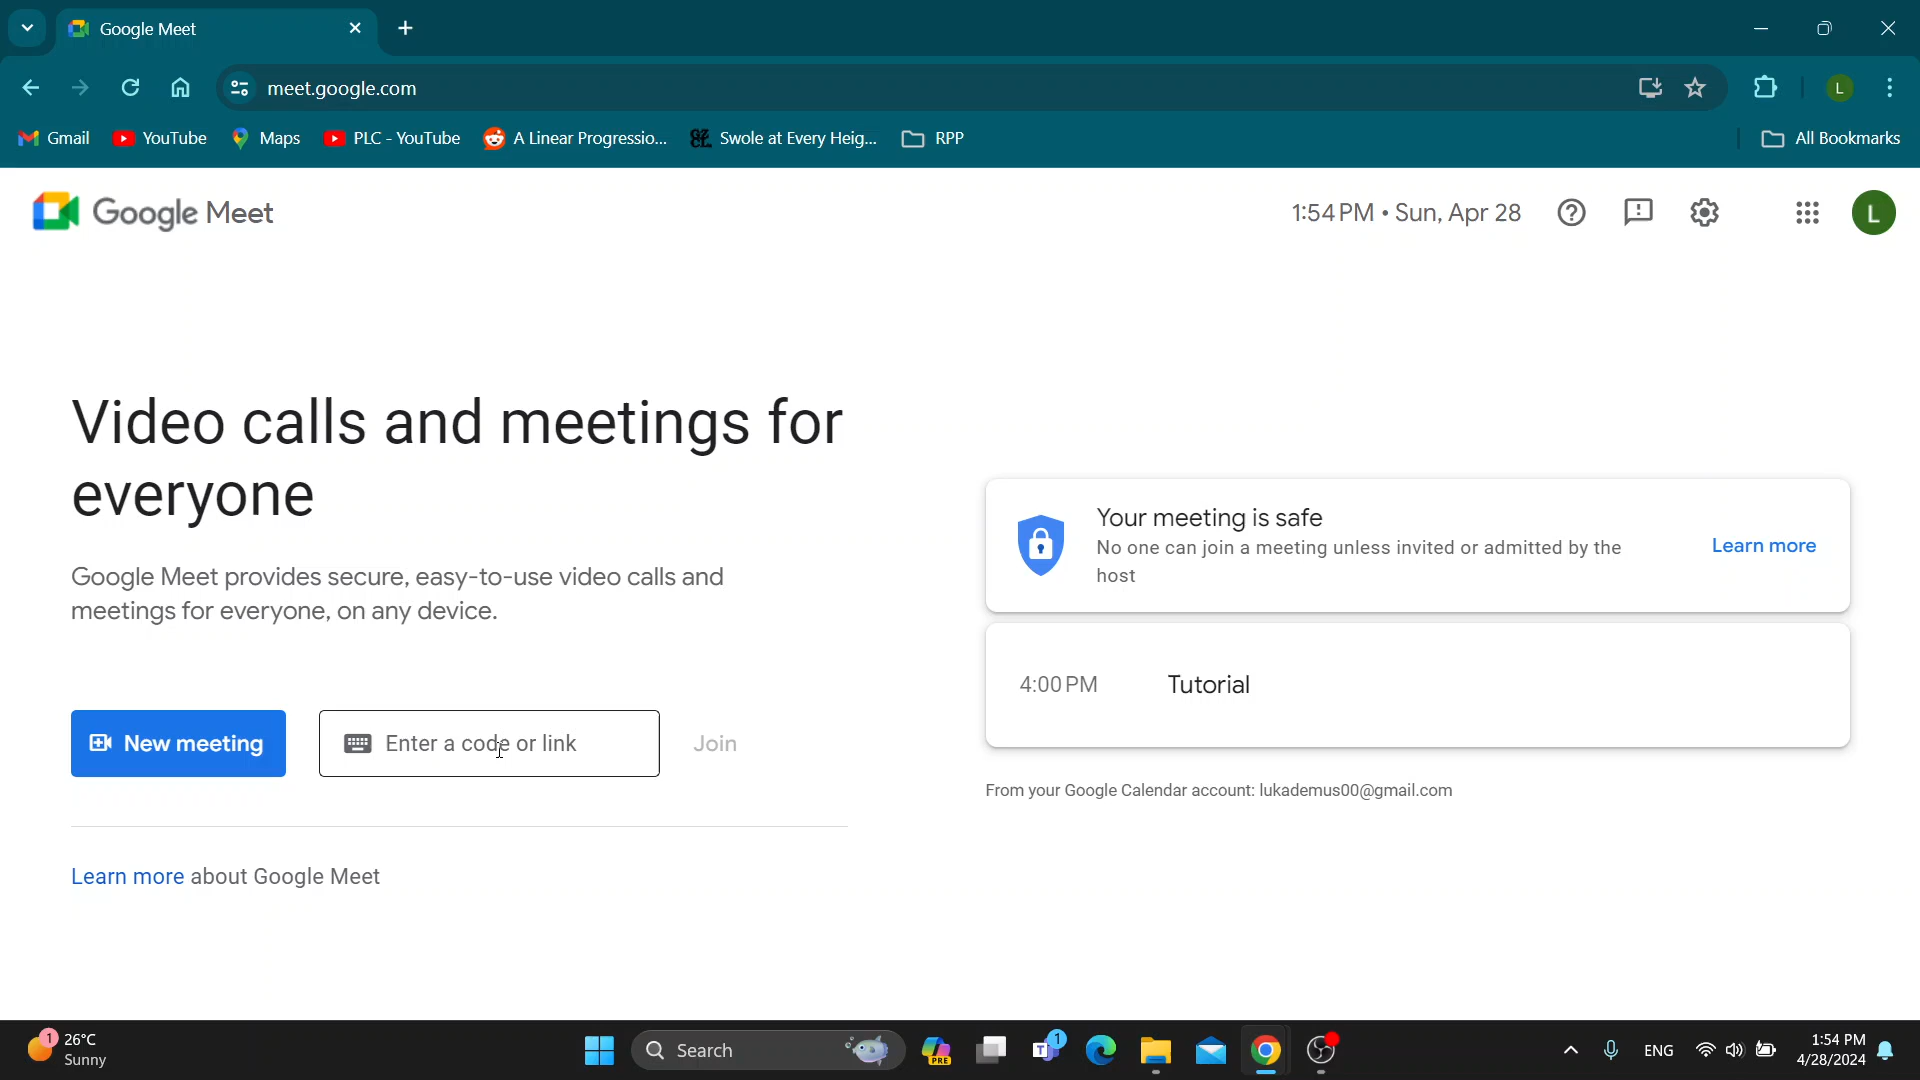 Google Meet
meet.google.com
L
Gmail YouTube Maps PLC - YouTube A Linear Progressio... Swole at Every Heig... RPP All Bookmarks
Google Meet
1:54 PM • Sun, Apr 28
L
Video calls and meetings for
everyone
Google Meet provides secure, easy-to-use video calls and
meetings for everyone, on any device.
New meeting Enter a code or link Join
Learn more about Google Meet
Your meeting is safe
No one can join a meeting unless invited or admitted by the
host
Learn more
4:00 PM Tutorial
From your Google Calendar account: lukademus00@gmail.com
1
26°C
Sunny
Search
PRE
1
ENG
1:54 PM
4/28/2024